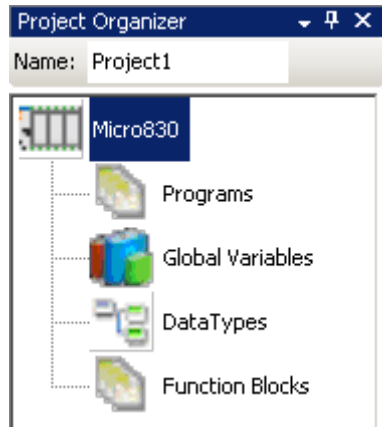 Project Organizer
Name: Project1
Micro830
Programs
Global Variables
DataTypes
Function Blocks